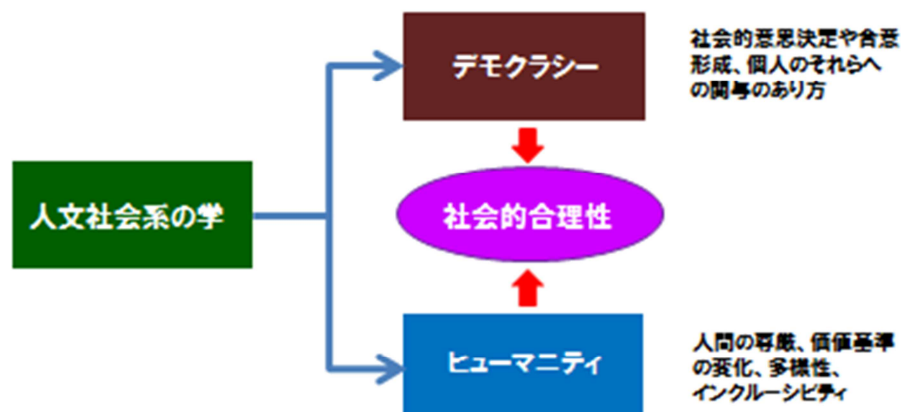 デモクラシー
社会的意思決定や合意
形成、個人のそれらへ
の関与のあり方
人文社会系の学
社会的合理性
ヒューマニティ
人間の尊厳、価値基準
の変化、多様性、
インクルーシビティ